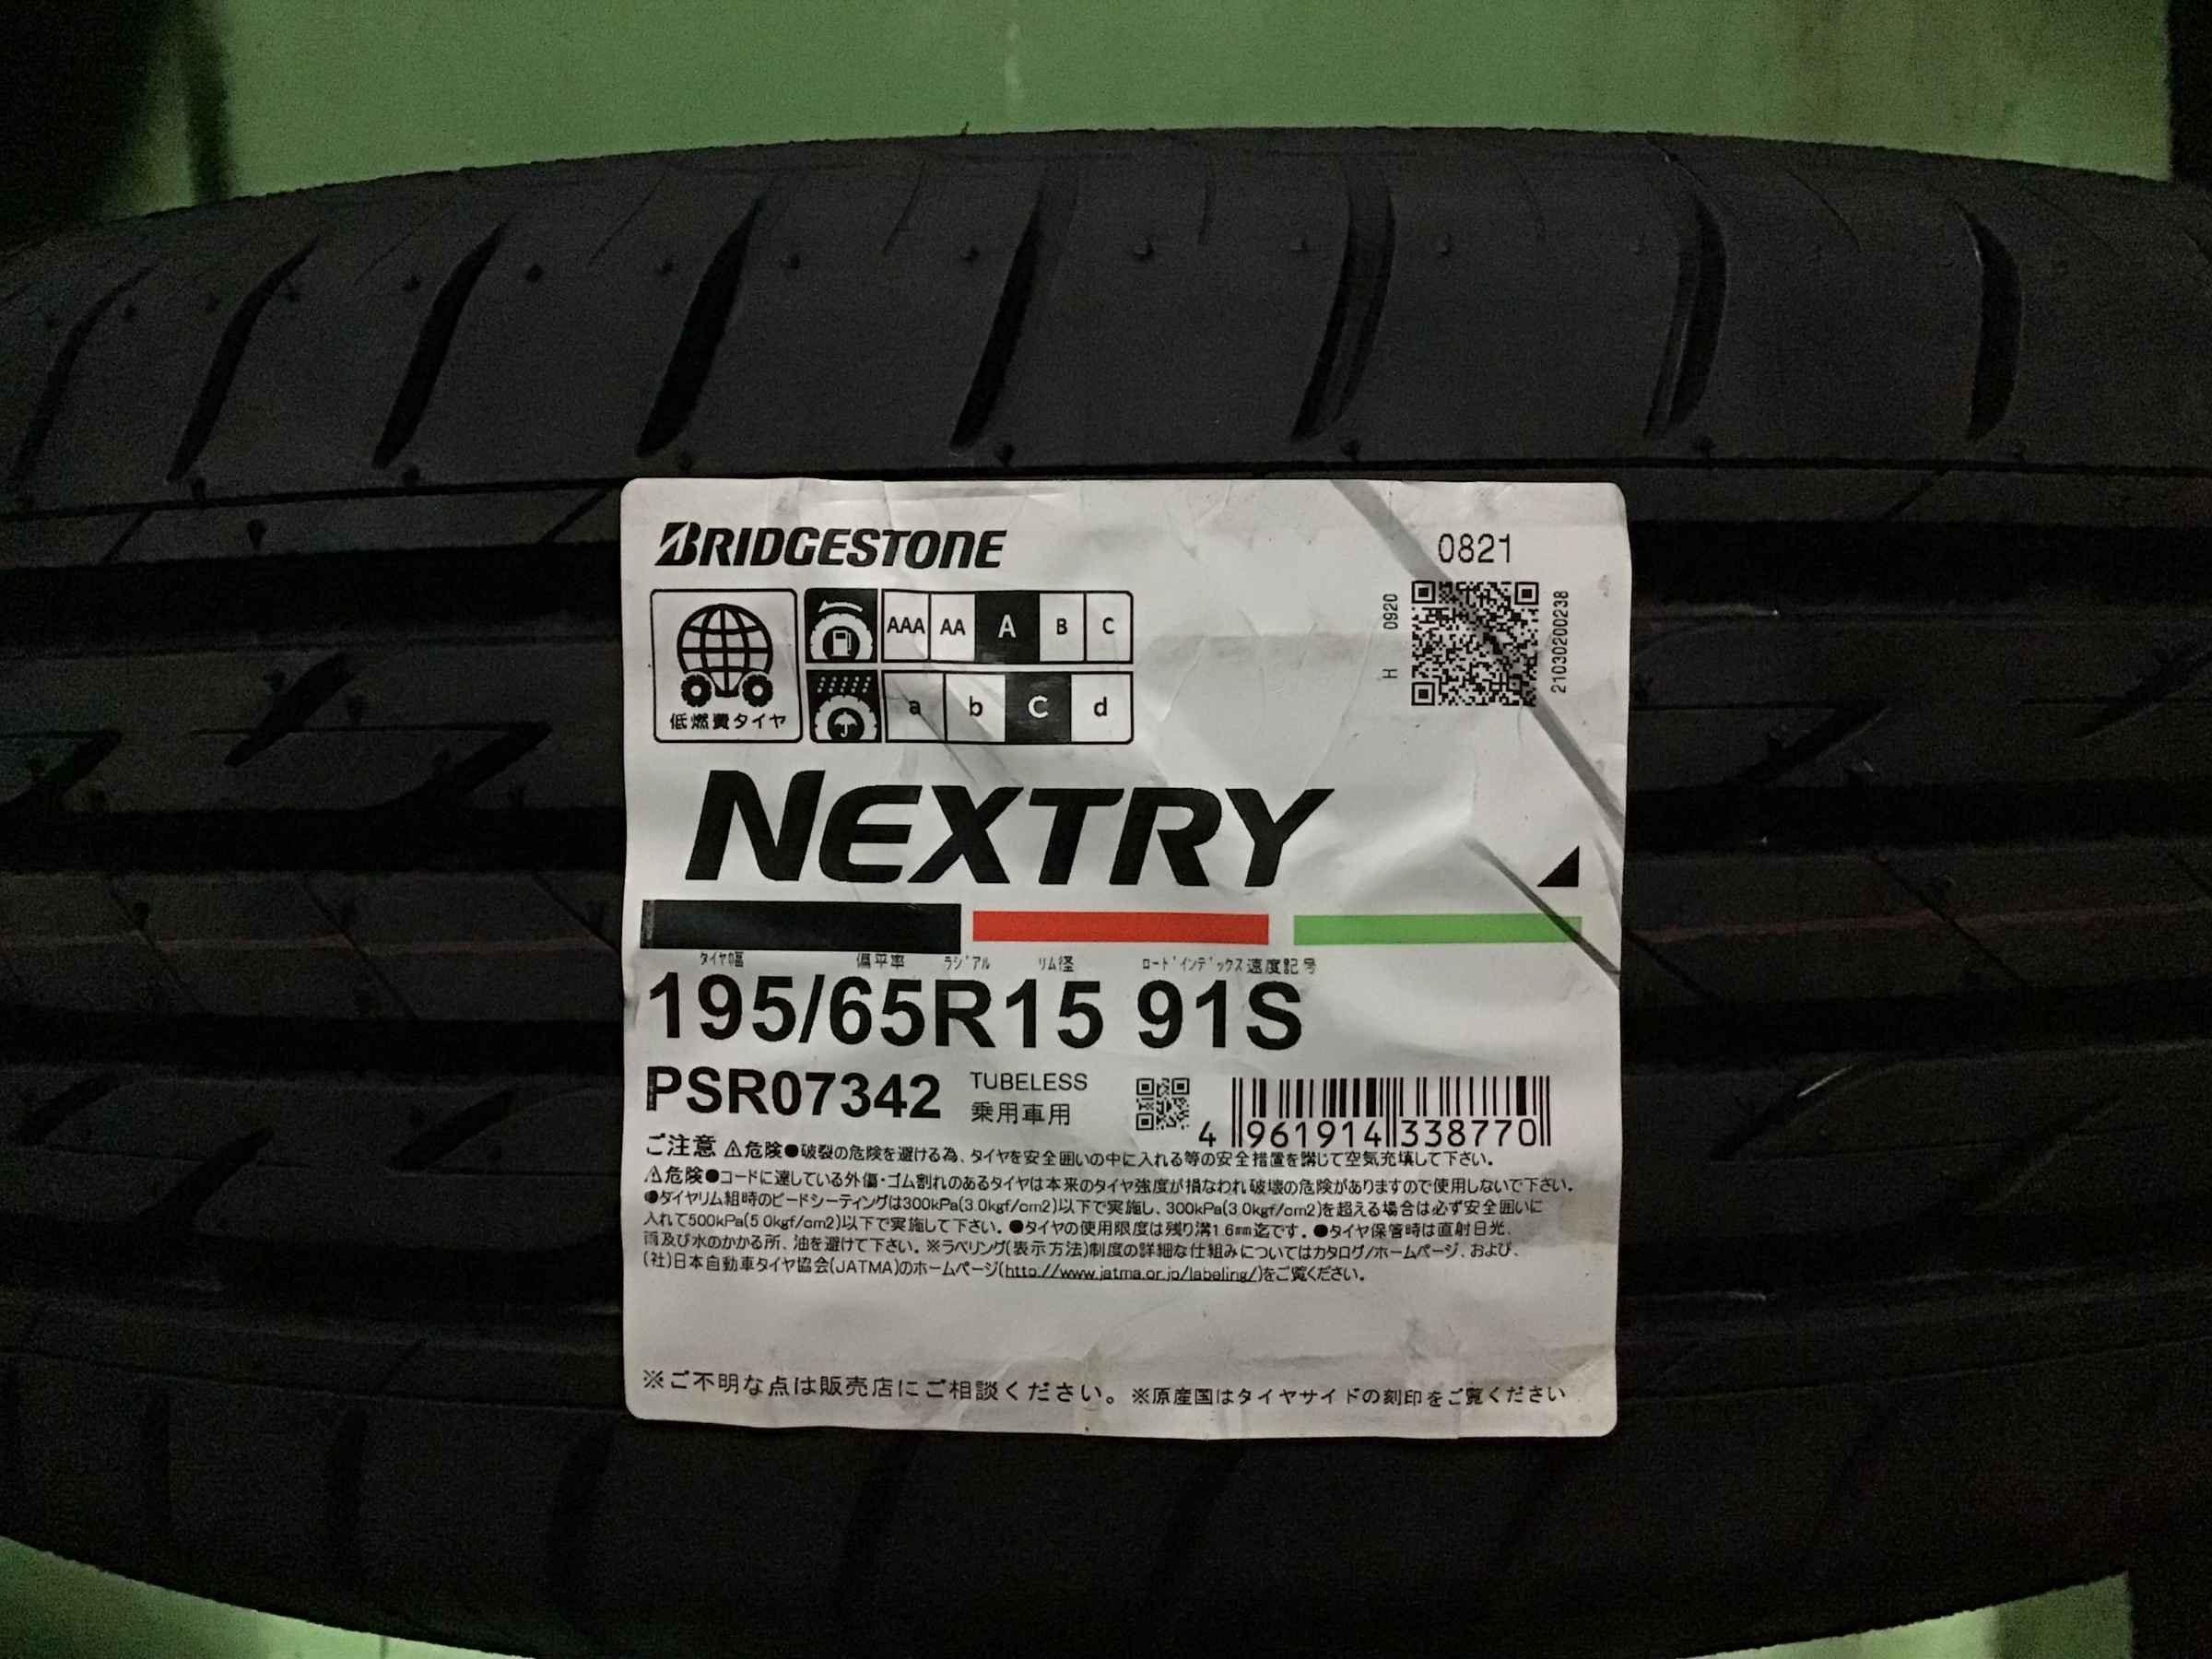 BRIDGESTONE
0821
H 0920
21030200238
AAA AA A B C
a b c d
低燃費タイヤ
NEXTRY
タイヤ幅 偏平率 ラジアル リム径 ロードインデックス 速度記号
195/65R15 91S
PSR07342
TUBELESS
乗用車用
4 961914 338770
ご注意 ⚠危険●破裂の危険を避ける為、タイヤを安全囲いの中に入れる等の安全措置を講じて空気充填して下さい。
⚠危険●コードに達している外傷・ゴム割れのあるタイヤは本来のタイヤ強度が損なわれ破壊の危険がありますので使用しないで下さい。
●タイヤリム組時のビードシーティングは300kPa(3.0kgf/cm2)以下で実施し、300kPa(3.0kgf/cm2)を超える場合は必ず安全囲いに
入れて500kPa(5.0kgf/cm2)以下で実施して下さい。●タイヤの使用限度は残り溝1.6mm迄です。●タイヤ保管時は直射日光、
雨及び水のかかる所、油を避けて下さい。※ラベリング(表示方法)制度の詳細な仕組みについてはカタログ/ホームページ、および、
(社)日本自動車タイヤ協会(JATMA)のホームページ(http://www.jatma.or.jp/labeling/)をご覧ください。
※ご不明な点は販売店にご相談ください。※原産国はタイヤサイドの刻印をご覧ください